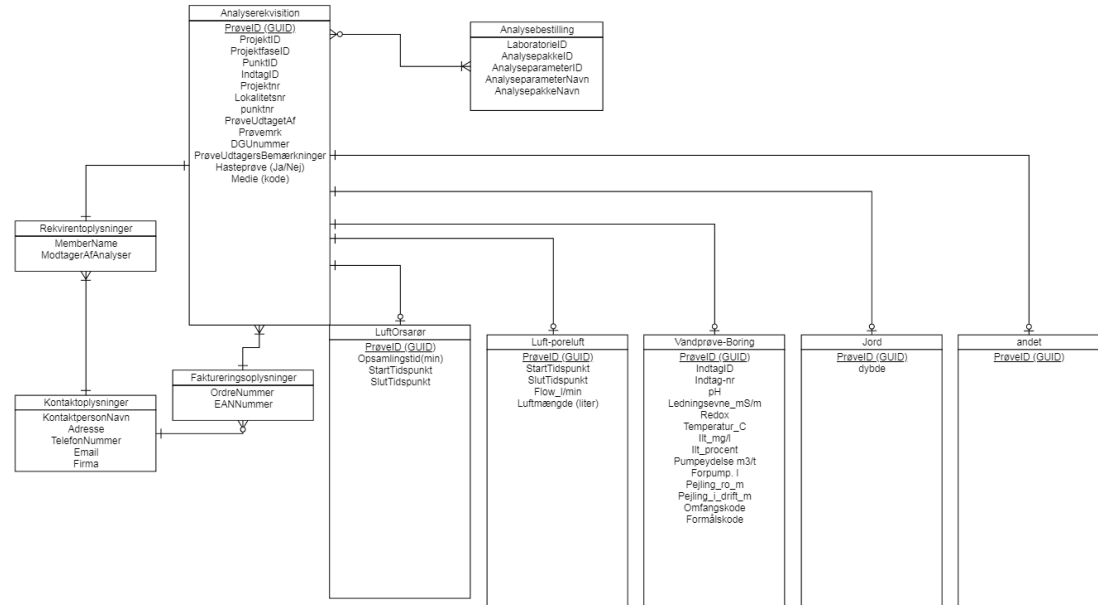 Analyserekvisition
PrøveID (GUID)
ProjektID
ProjektfaseID
PunktID
IndtagID
Projektnr
Lokalitetsnr
punktnr
PrøveUdtagetAf
Prøvemrk
DGUnummer
PrøveUdtagersBemærkninger
Hasteprøve (Ja/Nej)
Medie (kode)
Analysebestilling
LaboratorieID
AnalysepakkeID
AnalyseparameterID
AnalyseparameterNavn
AnalysepakkeNavn
Rekvirentoplysninger
MemberName
ModtagerAfAnalyser
Kontaktoplysninger
KontaktpersonNavn
Adresse
TelefonNummer
Email
Firma
Faktureringsoplysninger
OrdreNummer
EANNummer
LuftOrsarør
PrøveID (GUID)
Opsamlingstid(min)
StartTidspunkt
SlutTidspunkt
Luft-poreluft
PrøveID (GUID)
StartTidspunkt
SlutTidspunkt
Flow_l/min
Luftmængde (liter)
Vandprøve-Boring
PrøveID (GUID)
IndtagID
Indtag-nr
pH
Ledningsevne_mS/m
Redox
Temperatur_C
Ilt_mg/l
Ilt_procent
Pumpeydelse m3/t
Forpump. l
Pejling_ro_m
Pejling_i_drift_m
Omfangskode
Formålskode
Jord
PrøveID (GUID)
dybde
andet
PrøveID (GUID)